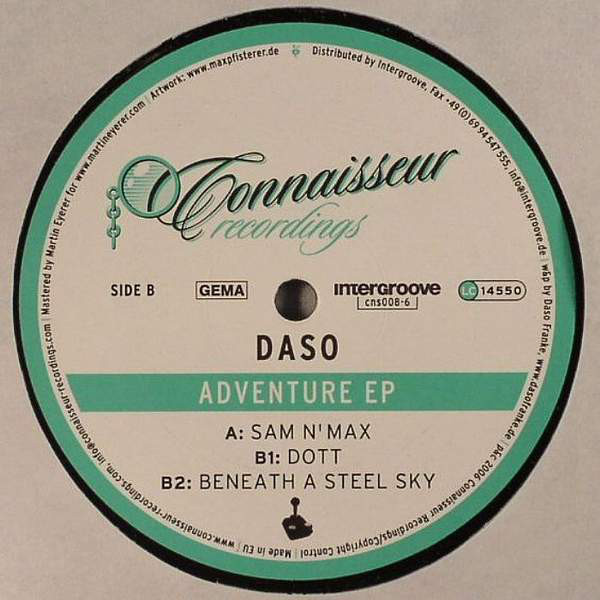 Connaisseur
recordings
SIDE B
GEMA
intergroove
cns008-6
LC 14550
DASO
ADVENTURE EP
A: SAM N'MAX
B1: DOTT
B2: BENEATH A STEEL SKY
Made in EU | www.connaisseur-recordings.com, info@connaisseur-recordings.com | Mastered by Martin Eyerer for www.martineyerer.com | Artwork: www.maxpfisterer.de
Distributed by Intergroove, Fax +49(0)69 94 547 555, info@intergroove.de | w&p by Daso Franke, www.dasofranke.de | p&c 2006 Connaisseur Recordings/Copyright Control |